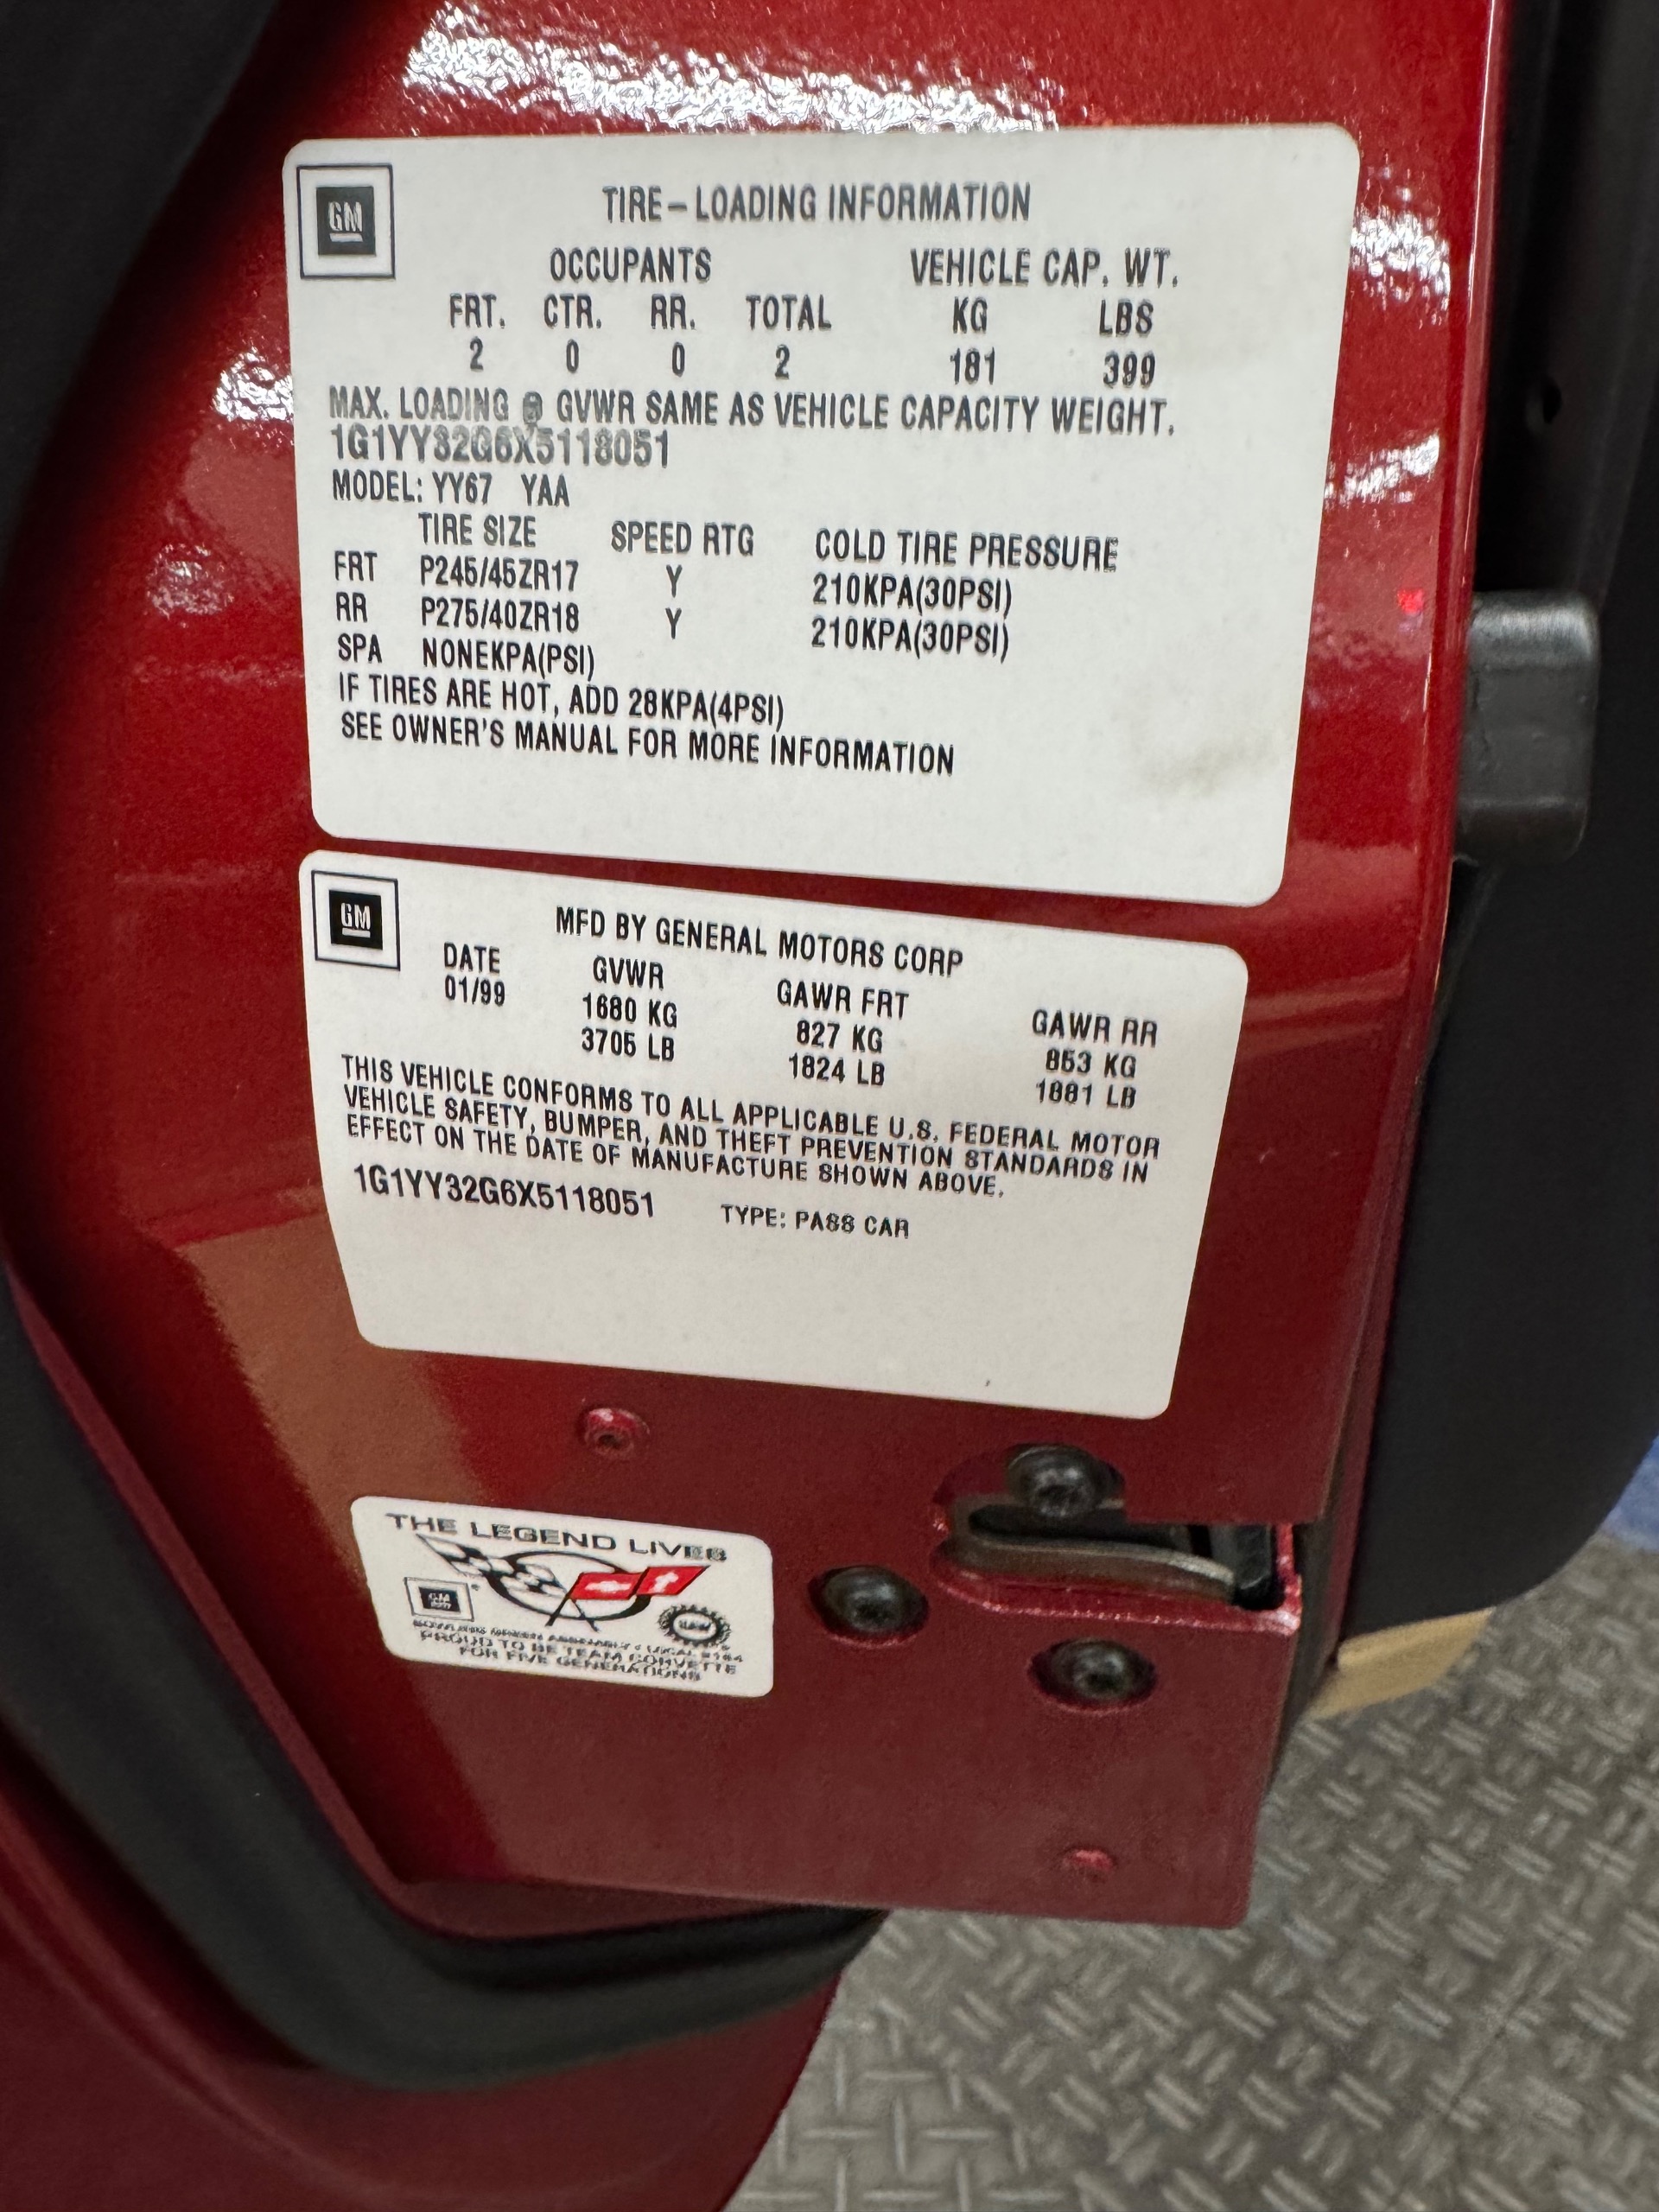 GM
TIRE-LOADING INFORMATION
OCCUPANTS VEHICLE CAP. WT.
FRT. CTR. RR. TOTAL KG LBS
2 0 0 2 181 399
MAX. LOADING @ GVWR SAME AS VEHICLE CAPACITY WEIGHT.
1G1YY32G6X5118051
MODEL: YY67 YAA
TIRE SIZE SPEED RTG COLD TIRE PRESSURE
FRT P245/45ZR17 Y 210KPA(30PSI)
RR P275/40ZR18 Y 210KPA(30PSI)
SPA NONEKPA(PSI)
IF TIRES ARE HOT, ADD 28KPA(4PSI)
SEE OWNER'S MANUAL FOR MORE INFORMATION
GM
MFD BY GENERAL MOTORS CORP
DATE GVWR GAWR FRT GAWR RR
01/99 1680 KG 827 KG 853 KG
3705 LB 1824 LB 1881 LB
THIS VEHICLE CONFORMS TO ALL APPLICABLE U.S. FEDERAL MOTOR
VEHICLE SAFETY, BUMPER, AND THEFT PREVENTION STANDARDS IN
EFFECT ON THE DATE OF MANUFACTURE SHOWN ABOVE.
1G1YY32G6X5118051 TYPE: PASS CAR
THE LEGEND LIVES
GM
BOWLING GREEN ASSEMBLY • LOCAL #2164
PROUD TO BE TEAM CORVETTE
FOR FIVE GENERATIONS